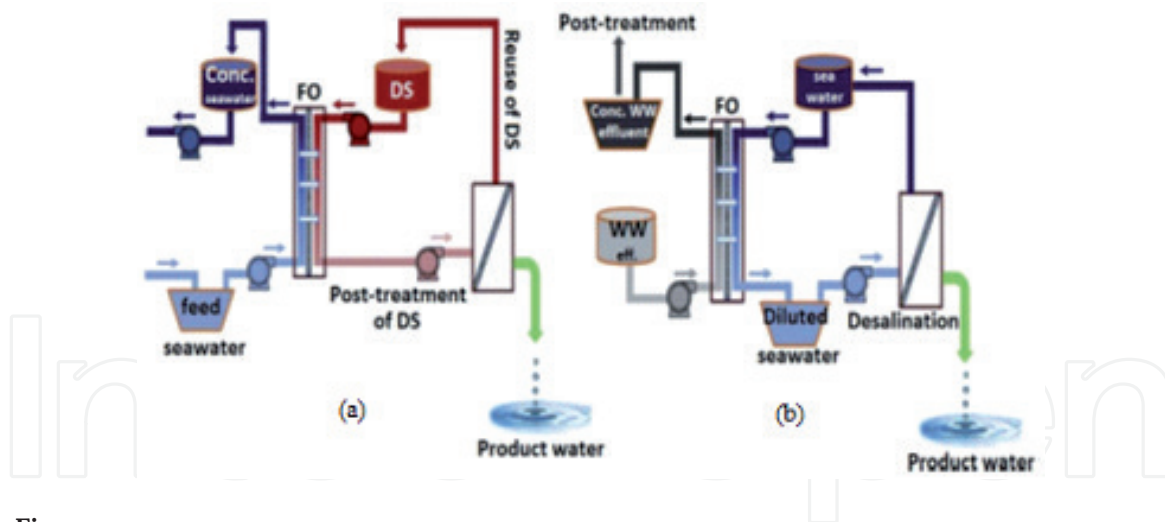 Conc.
seawater
FO
DS
Reuse of DS
feed
seawater
Post-treatment
of DS
Product water
(a)
Post-treatment
Conc. WW
effluent
FO
sea
water
WW
eff.
Diluted
seawater
Desalination
Product water
(b)